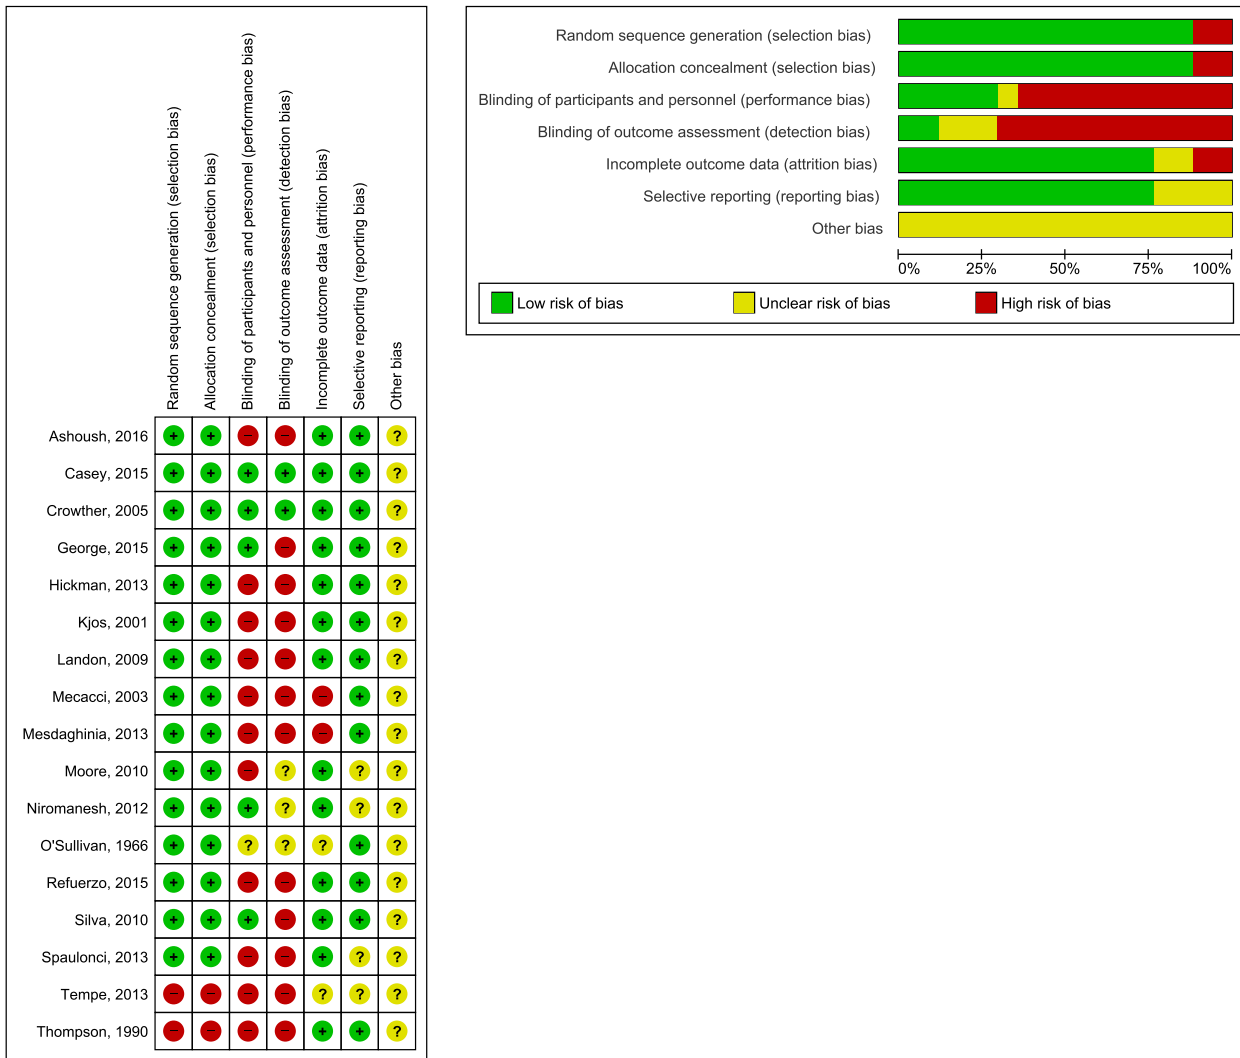 Random sequence generation (selection bias)
Allocation concealment (selection bias)
Blinding of participants and personnel (performance bias)
Blinding of outcome assessment (detection bias)
Incomplete outcome data (attrition bias)
Selective reporting (reporting bias)
Other bias
Ashoush, 2016 + + − − + + ?
Casey, 2015 + + + + + + ?
Crowther, 2005 + + + + + + ?
George, 2015 + + + − + + ?
Hickman, 2013 + + − − + + ?
Kjos, 2001 + + − − + + ?
Landon, 2009 + + − − + + ?
Mecacci, 2003 + + − − − + ?
Mesdaghinia, 2013 + + − − − + ?
Moore, 2010 + + − ? + ? ?
Niromanesh, 2012 + + + ? + ? ?
O'Sullivan, 1966 + + ? ? ? + ?
Refuerzo, 2015 + + − − + + ?
Silva, 2010 + + + − + + ?
Spaulonci, 2013 + + − − + ? ?
Tempe, 2013 − − − − ? ? ?
Thompson, 1990 − − − − + + ?
Random sequence generation (selection bias)
Allocation concealment (selection bias)
Blinding of participants and personnel (performance bias)
Blinding of outcome assessment (detection bias)
Incomplete outcome data (attrition bias)
Selective reporting (reporting bias)
Other bias
0% 25% 50% 75% 100%
Low risk of bias Unclear risk of bias High risk of bias